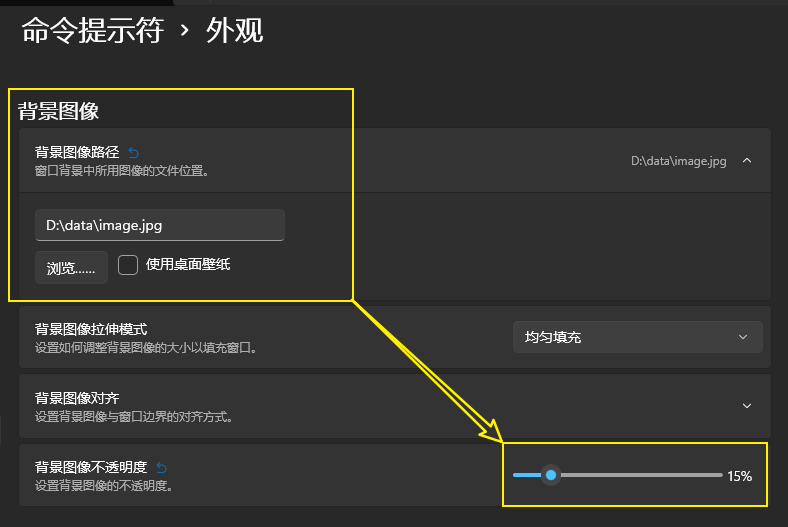 命令提示符 › 外观
背景图像
背景图像路径
窗口背景中所用图像的文件位置。
D:\data\image.jpg
D:\data\image.jpg
浏览......
使用桌面壁纸
背景图像拉伸模式
设置如何调整背景图像的大小以填充窗口。
均匀填充
背景图像对齐
设置背景图像与窗口边界的对齐方式。
背景图像不透明度
设置背景图像的不透明度。
15%